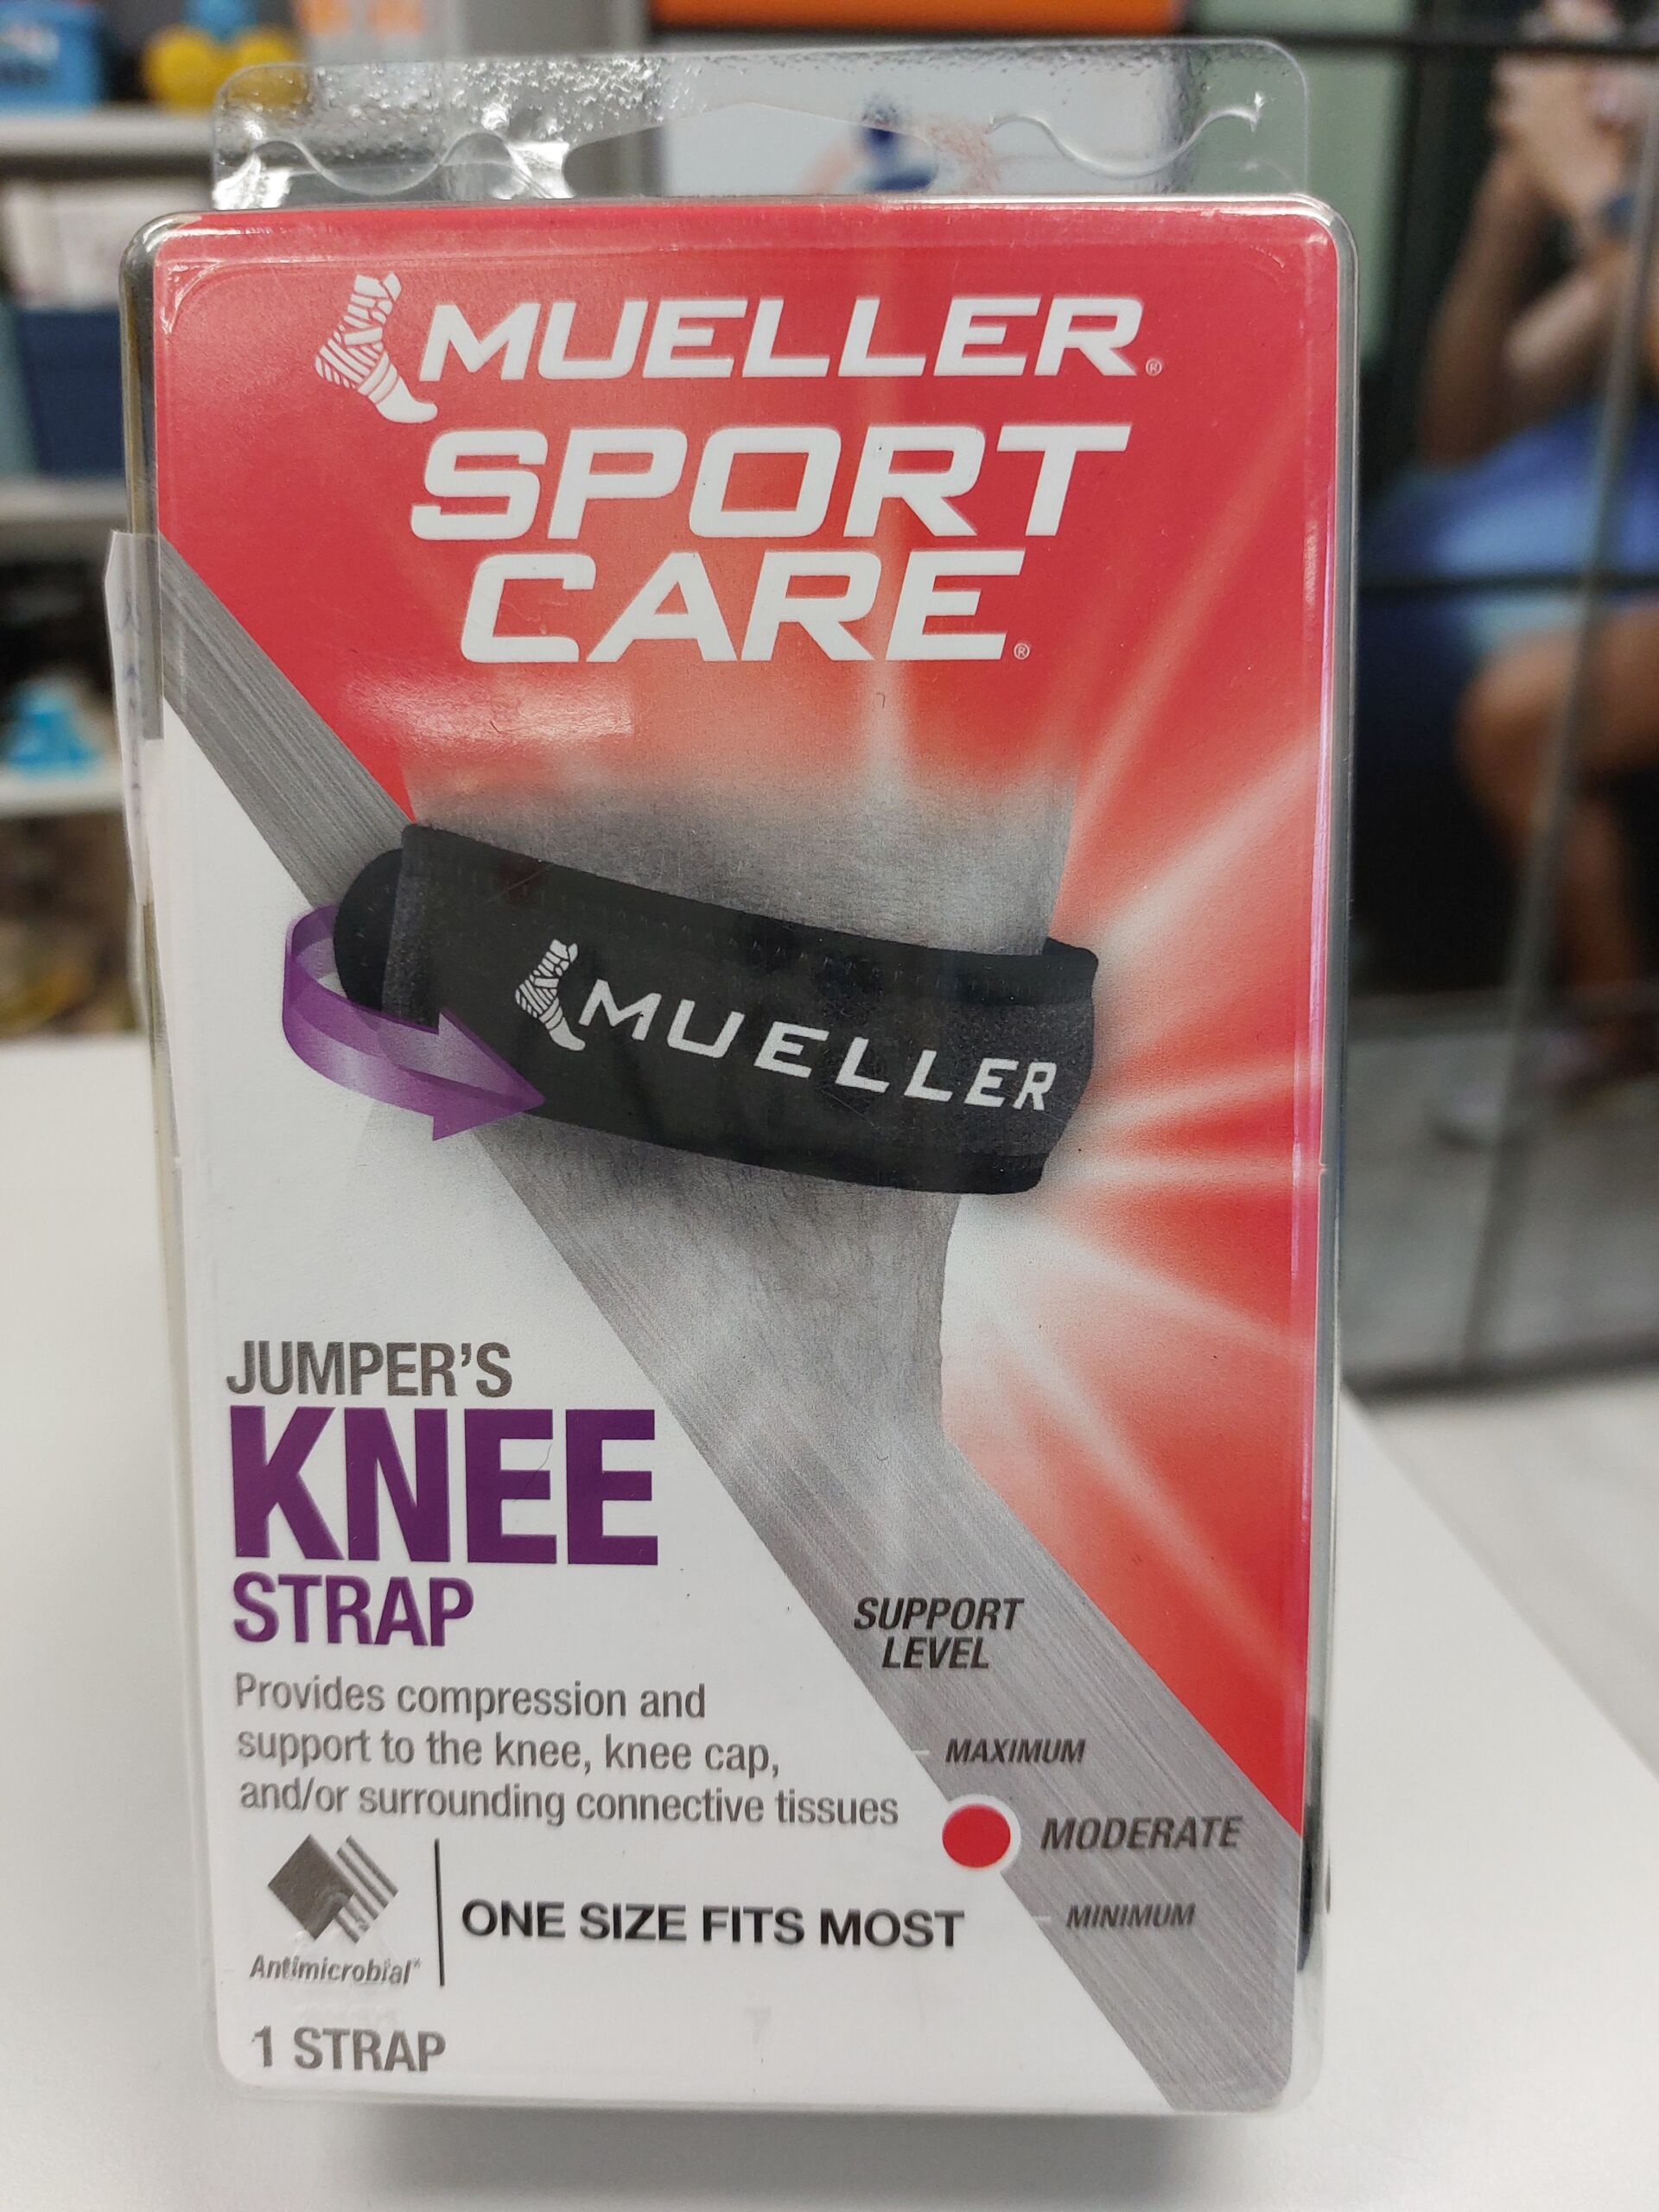 MUELLER®
SPORT
CARE®
MUELLER
JUMPER'S
KNEE
STRAP
Provides compression and
support to the knee, knee cap,
and/or surrounding connective tissues
SUPPORT
LEVEL
MAXIMUM
MODERATE
MINIMUM
Antimicrobial*
ONE SIZE FITS MOST
1 STRAP